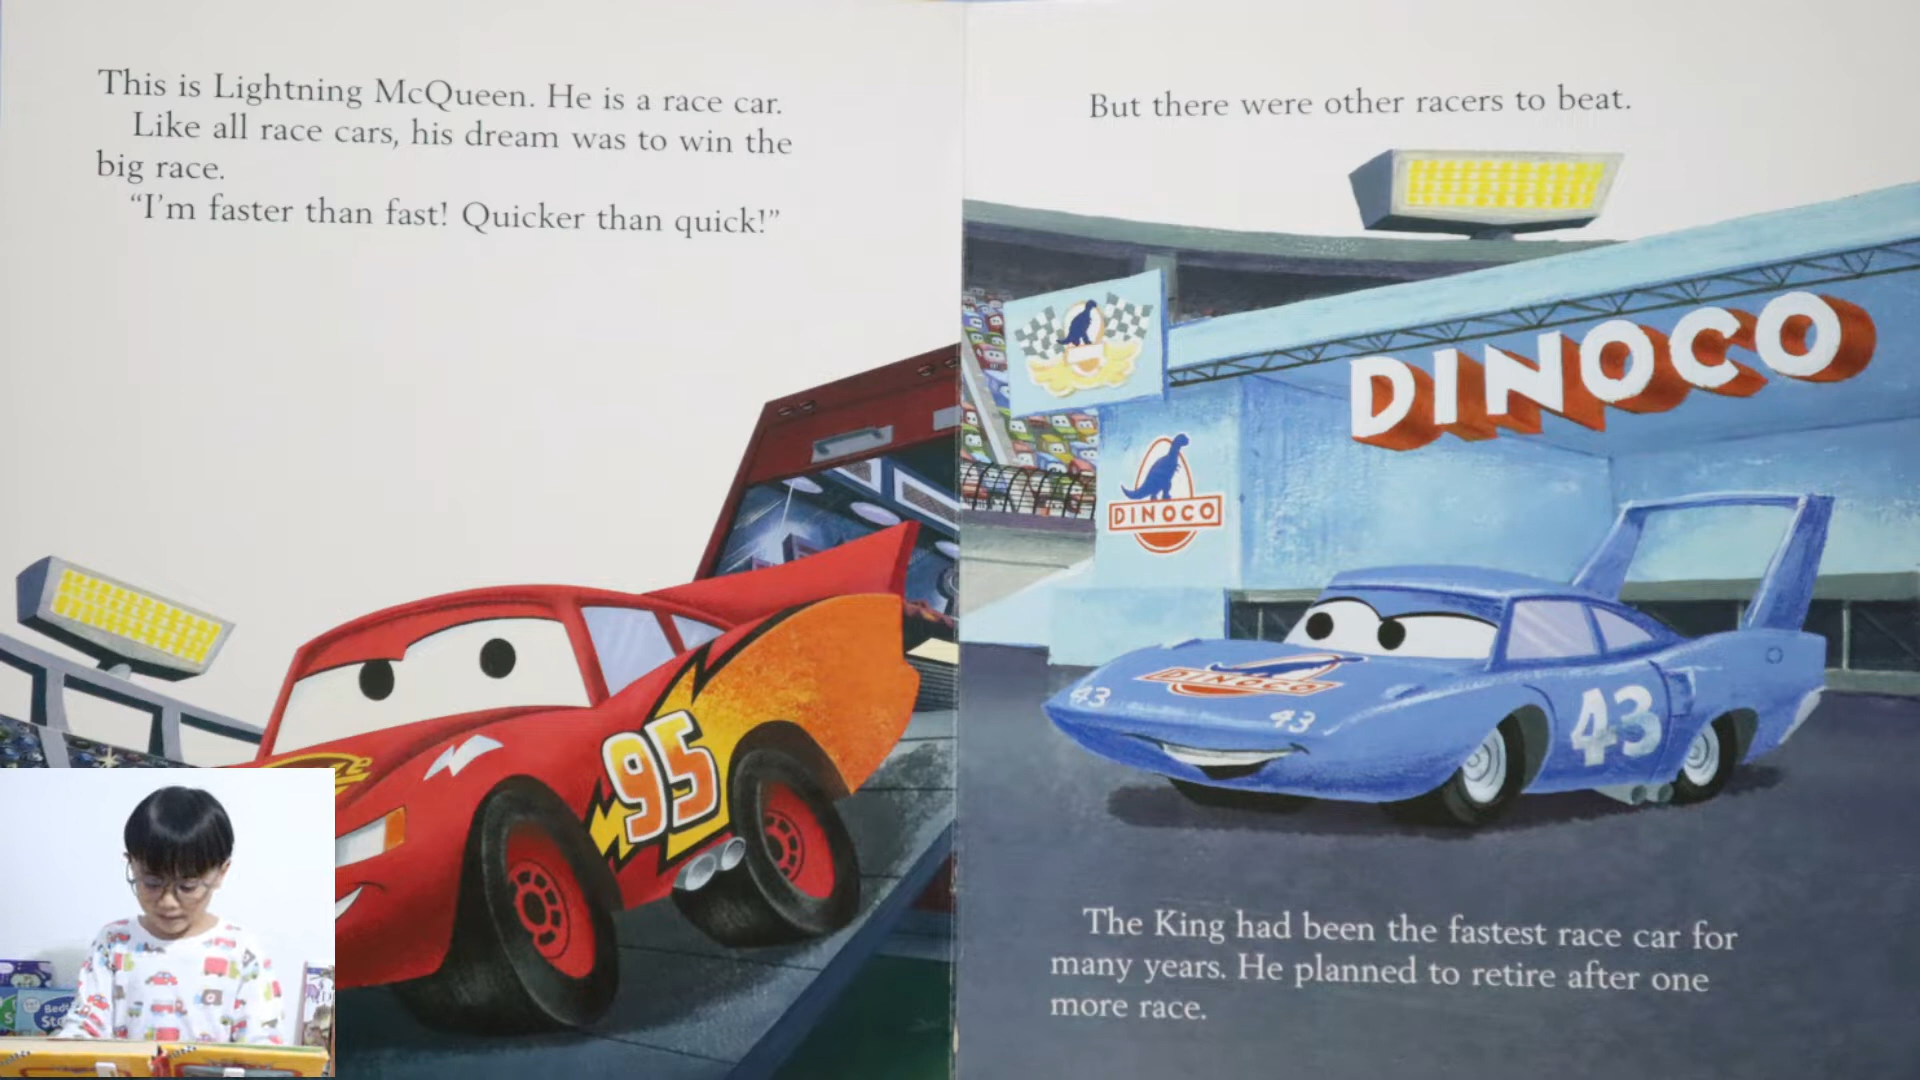 This is Lightning McQueen. He is a race car.
Like all race cars, his dream was to win the
big race.
“I’m faster than fast! Quicker than quick!”
95
But there were other racers to beat.
DINOCO
DINOCO
DINOCO
43
43
43
The King had been the fastest race car for
many years. He planned to retire after one
more race.